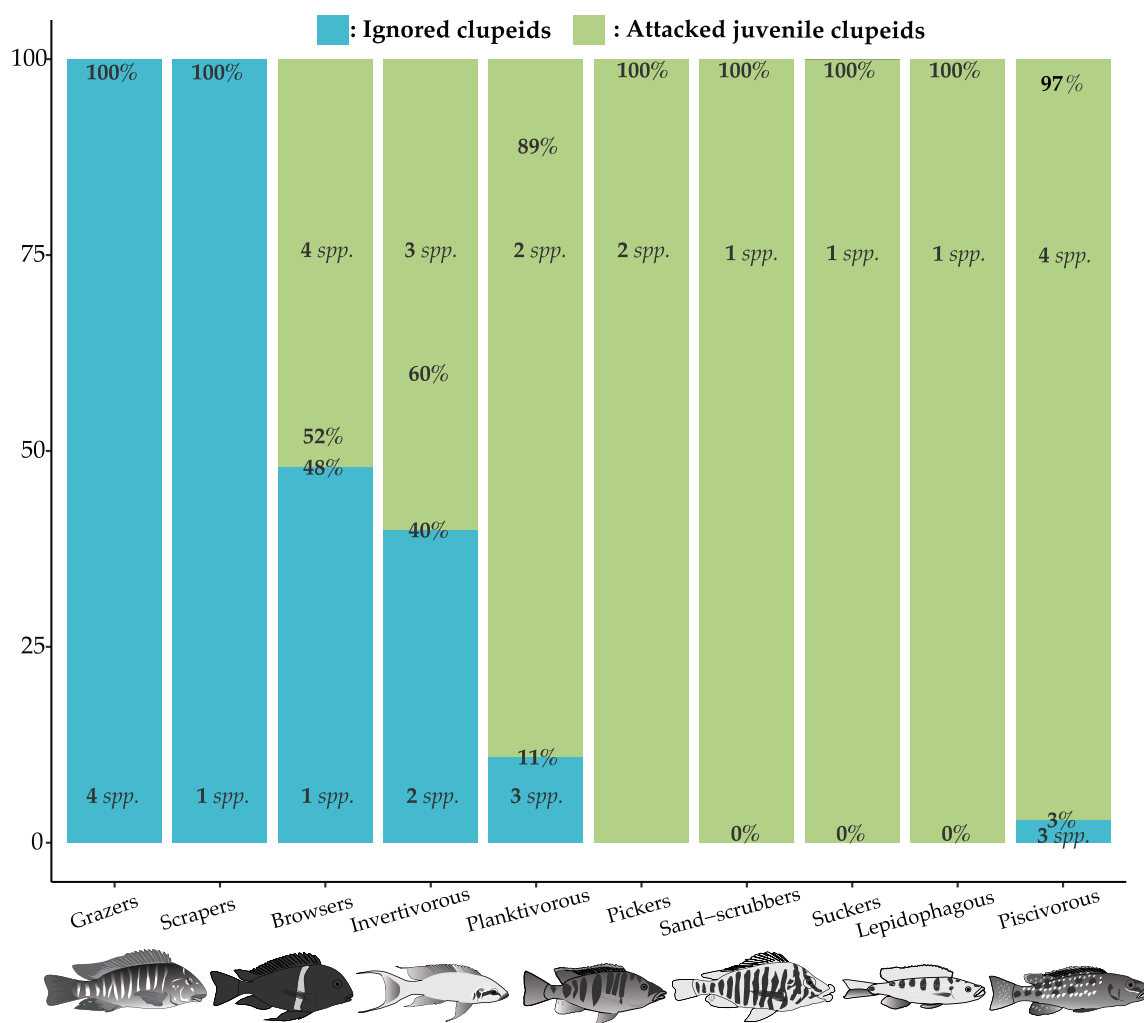 : Ignored clupeids : Attacked juvenile clupeids
100
100% 100% 100% 100% 100% 100% 97%
89%
75
4 spp. 3 spp. 2 spp. 2 spp. 1 spp. 1 spp. 1 spp. 4 spp.
60%
52%
50
48%
40%
25
11%
4 spp. 1 spp. 1 spp. 2 spp. 3 spp.
3%
0 0% 0% 0% 3 spp.
Grazers Scrapers Browsers Invertivorous Planktivorous Pickers Sand–scrubbers Suckers Lepidophagous Piscivorous